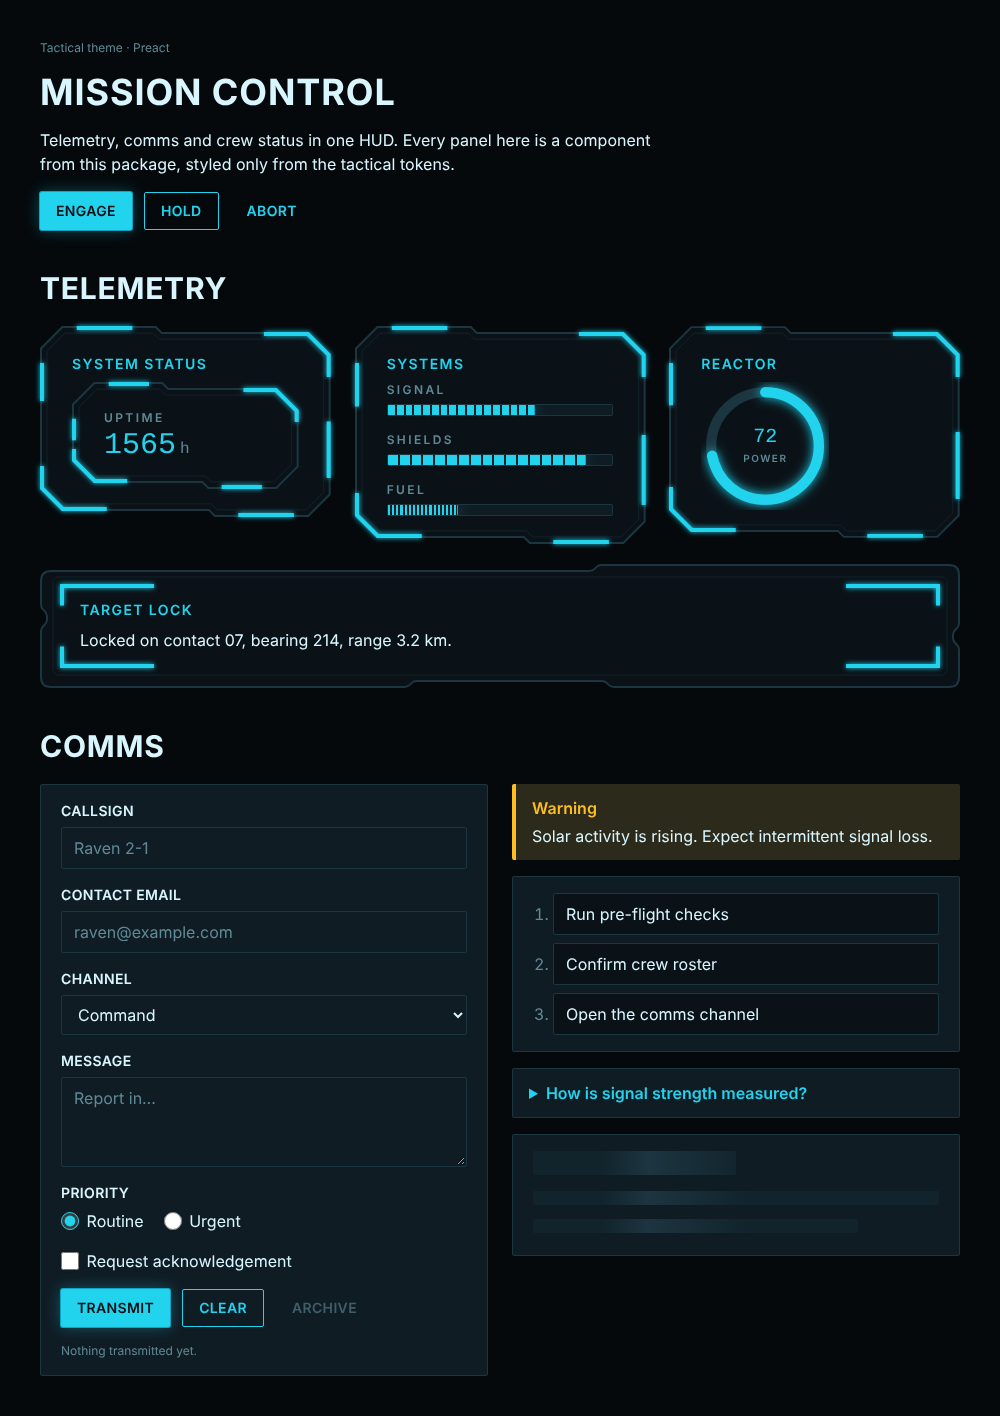 Tactical theme · Preact
MISSION CONTROL
Telemetry, comms and crew status in one HUD. Every panel here is a component
from this package, styled only from the tactical tokens.
ENGAGE
HOLD
ABORT
TELEMETRY
SYSTEM STATUS
UPTIME
1565 h
SYSTEMS
SIGNAL
SHIELDS
FUEL
REACTOR
72
POWER
TARGET LOCK
Locked on contact 07, bearing 214, range 3.2 km.
COMMS
CALLSIGN
Raven 2-1
CONTACT EMAIL
raven@example.com
CHANNEL
Command
MESSAGE
Report in...
PRIORITY
Routine
Urgent
Request acknowledgement
TRANSMIT
CLEAR
ARCHIVE
Nothing transmitted yet.
Warning
Solar activity is rising. Expect intermittent signal loss.
1. Run pre-flight checks
2. Confirm crew roster
3. Open the comms channel
How is signal strength measured?